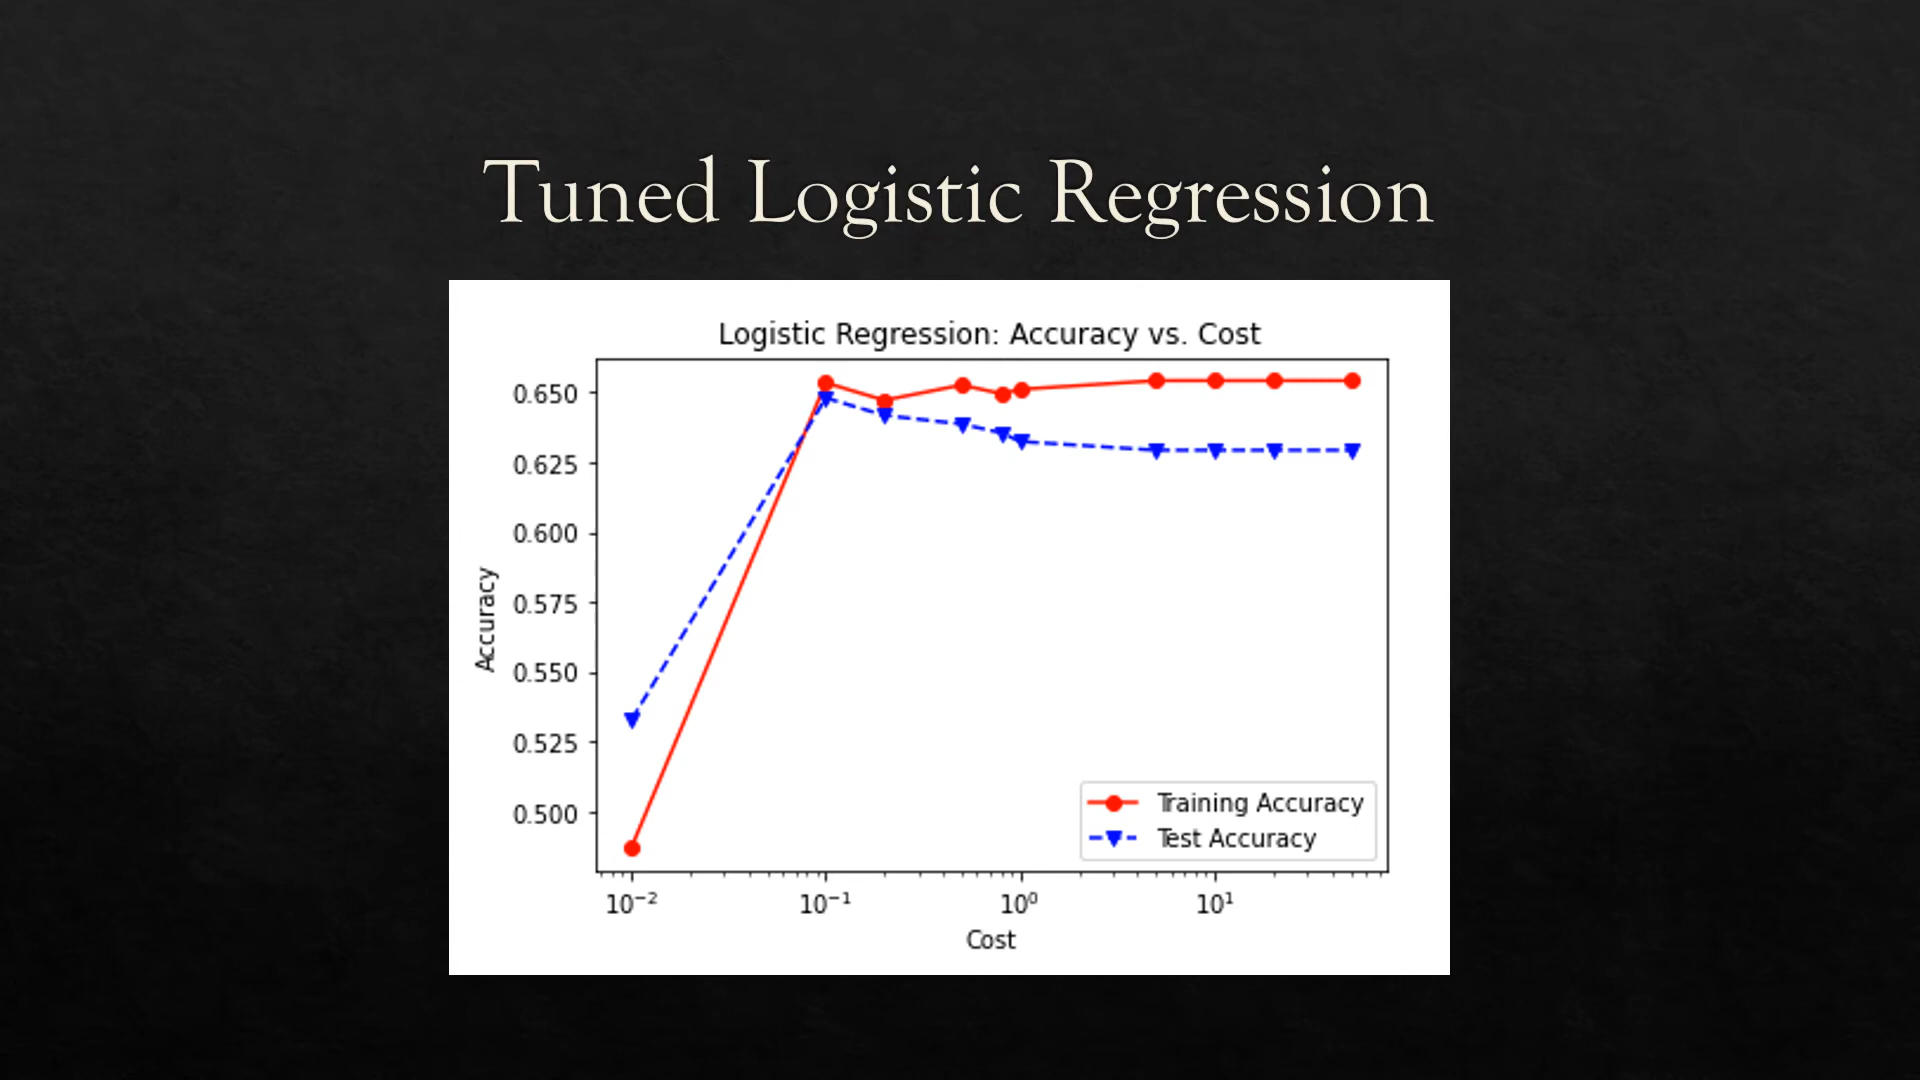 Tuned Logistic Regression
Logistic Regression: Accuracy vs. Cost
0.650
0.625
0.600
0.575
0.550
0.525
0.500
Accuracy
Training Accuracy
Test Accuracy
10⁻² 10⁻¹ 10⁰ 10¹
Cost